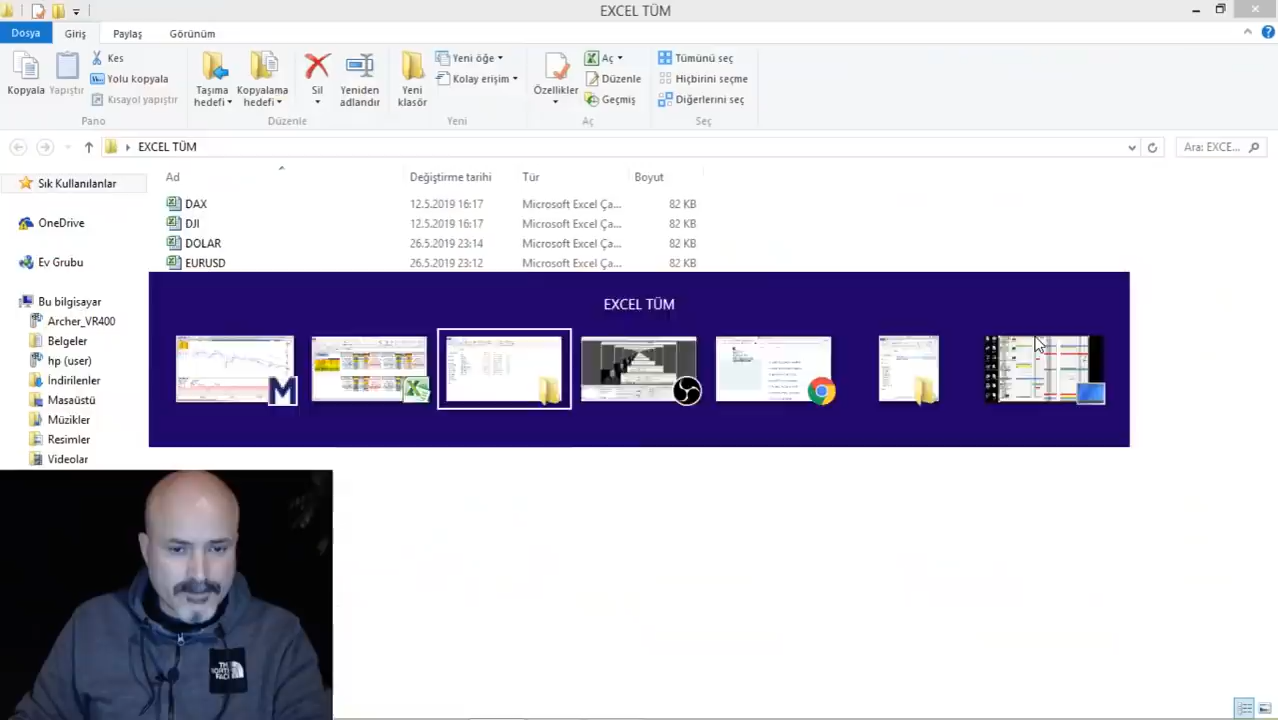 EXCEL TÜM
Dosya Giriş Paylaş Görünüm
Kopyala Yapıştır Kes Yolu kopyala Kısayol yapıştır
Taşıma hedefi Kopyalama hedefi Sil Yeniden adlandır
Yeni klasör Yeni öğe Kolay erişim
Özellikler Aç Düzenle Geçmiş
Tümünü seç Hiçbirini seçme Diğerlerini seç
Pano Düzenle Yeni Aç Seç
EXCEL TÜM Ara: EXCE...
Ad Değiştirme tarihi Tür Boyut
DAX 12.5.2019 16:17 Microsoft Excel Ça... 82 KB
DJI 12.5.2019 16:17 Microsoft Excel Ça... 82 KB
DOLAR 26.5.2019 23:14 Microsoft Excel Ça... 82 KB
EURUSD 26.5.2019 23:12 Microsoft Excel Ça... 82 KB
Sık Kullanılanlar
OneDrive
Ev Grubu
Bu bilgisayar
Archer_VR400
Belgeler
hp (user)
İndirilenler
Masaüstü
Müzikler
Resimler
Videolar
EXCEL TÜM
M
THE NORTH FACE